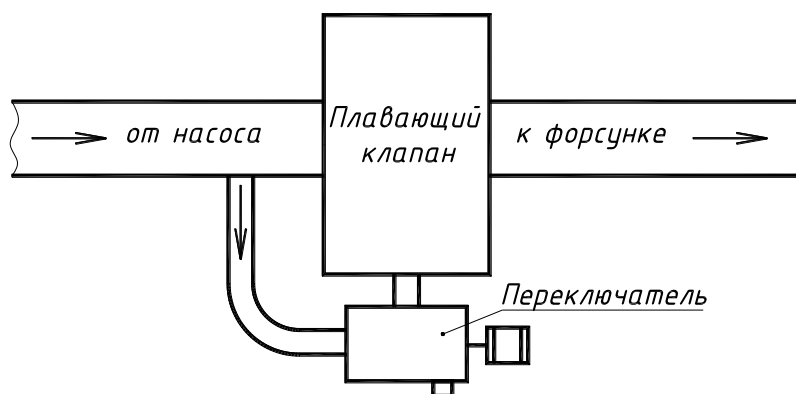 от насоса
Плавающий
клапан
к форсунке
Переключатель